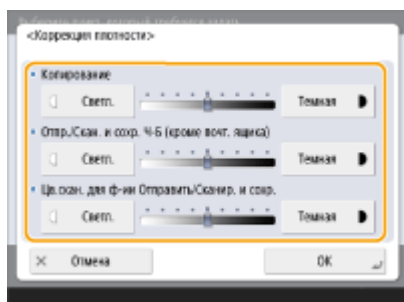 <Коррекция плотности>
Копирование
Светл.
Темная
Отпр./Скан. и сохр. Ч-Б (кроме почт. ящика)
Светл.
Темная
Цв.скан. для ф-ии Отправить/Сканир. и сохр.
Светл.
Темная
Отмена
OK